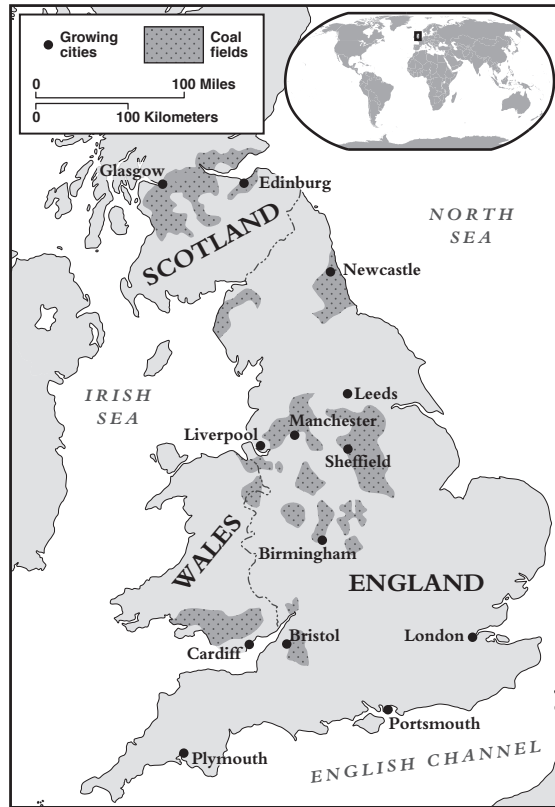 Growing
cities
Coal
fields
0 100 Miles
0 100 Kilometers
Glasgow
Edinburg
SCOTLAND
NORTH
SEA
Newcastle
IRISH
SEA
Leeds
Manchester
Liverpool
Sheffield
WALES
Birmingham
ENGLAND
Cardiff
Bristol
London
Portsmouth
Plymouth
ENGLISH CHANNEL